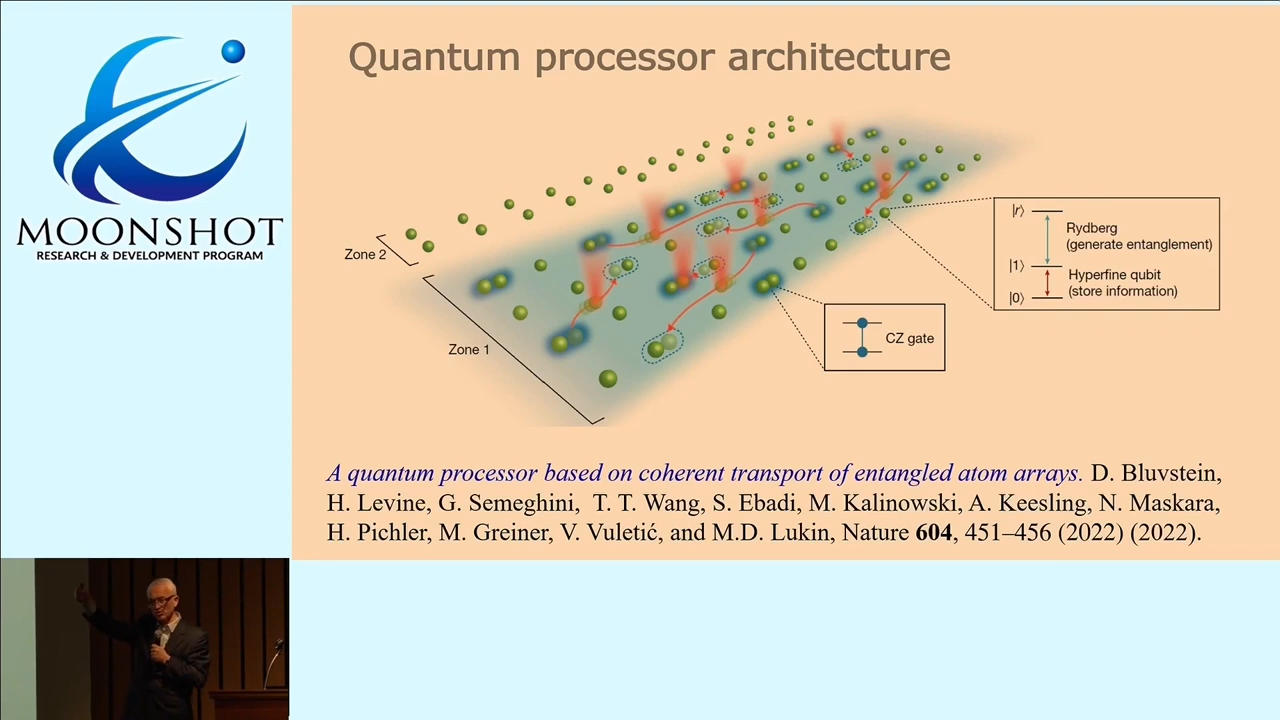 MOONSHOT
RESEARCH & DEVELOPMENT PROGRAM
Quantum processor architecture
Zone 2
Zone 1
|r⟩
Rydberg
(generate entanglement)
|1⟩
Hyperfine qubit
(store information)
|0⟩
CZ gate
A quantum processor based on coherent transport of entangled atom arrays. D. Bluvstein,
H. Levine, G. Semeghini, T. T. Wang, S. Ebadi, M. Kalinowski, A. Keesling, N. Maskara,
H. Pichler, M. Greiner, V. Vuletić, and M.D. Lukin, Nature 604, 451–456 (2022) (2022).